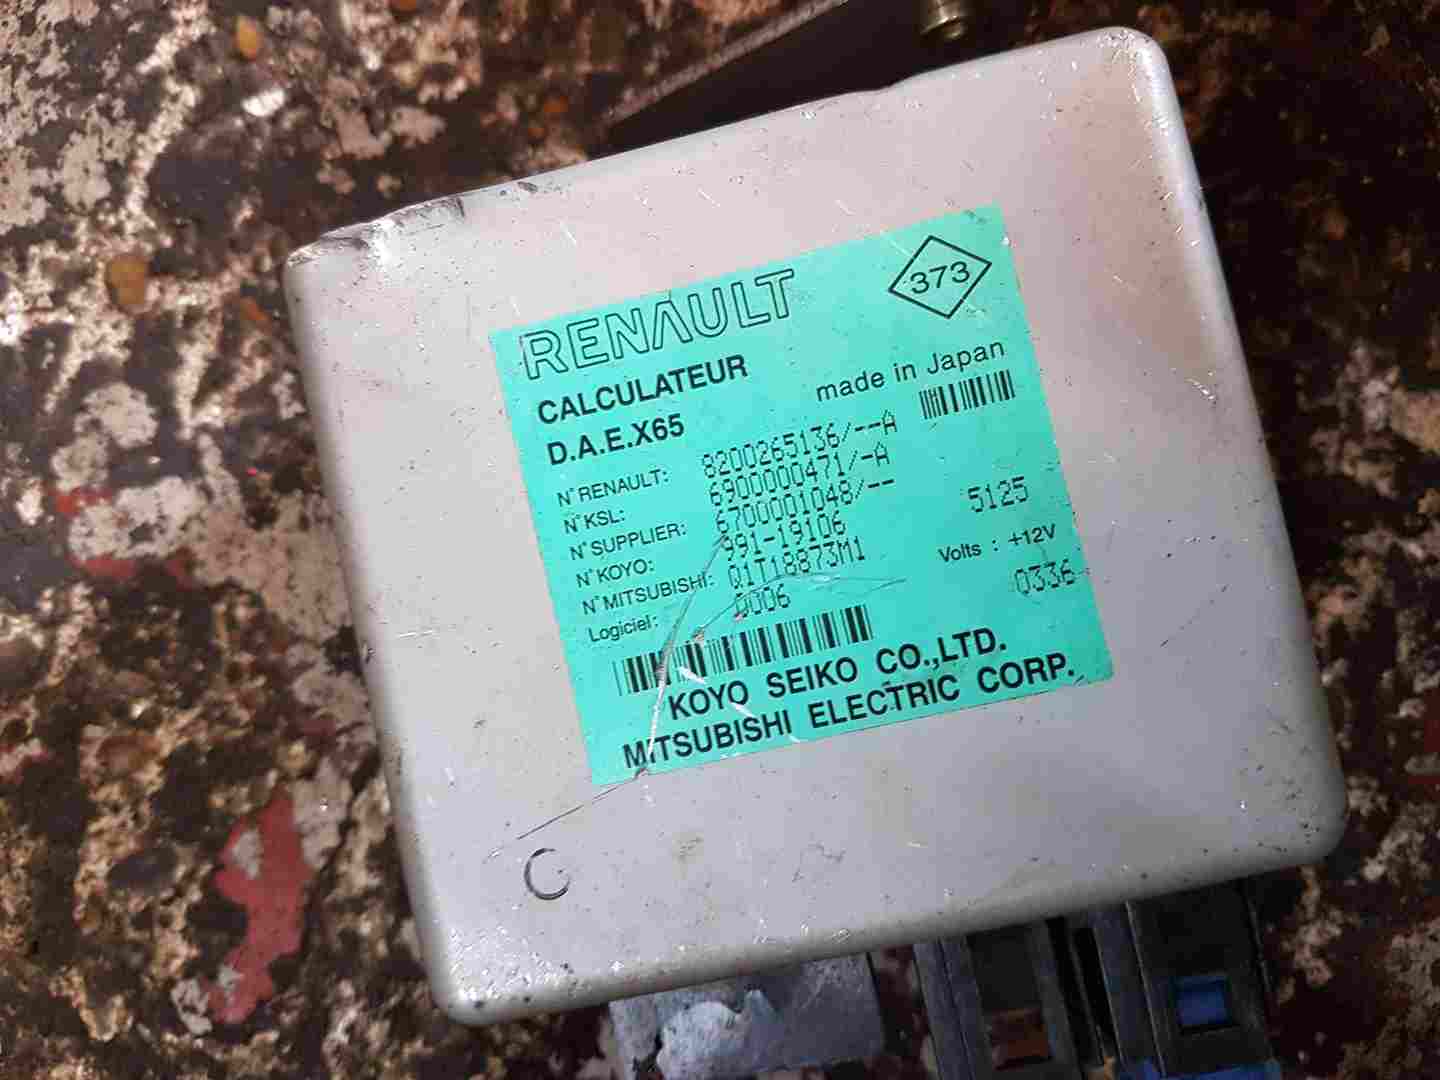 RENAULT
373
CALCULATEUR
made in Japan
D.A.E.X65
N° RENAULT: 8200265136/--A
N° KSL: 6900000471/-A
N° SUPPLIER: 6700001048/-- 5125
N° KOYO: 991-19106
N° MITSUBISHI: Q1T18873M1 Volts : +12V
Logiciel: 0006 0336
KOYO SEIKO CO.,LTD.
MITSUBISHI ELECTRIC CORP.
C